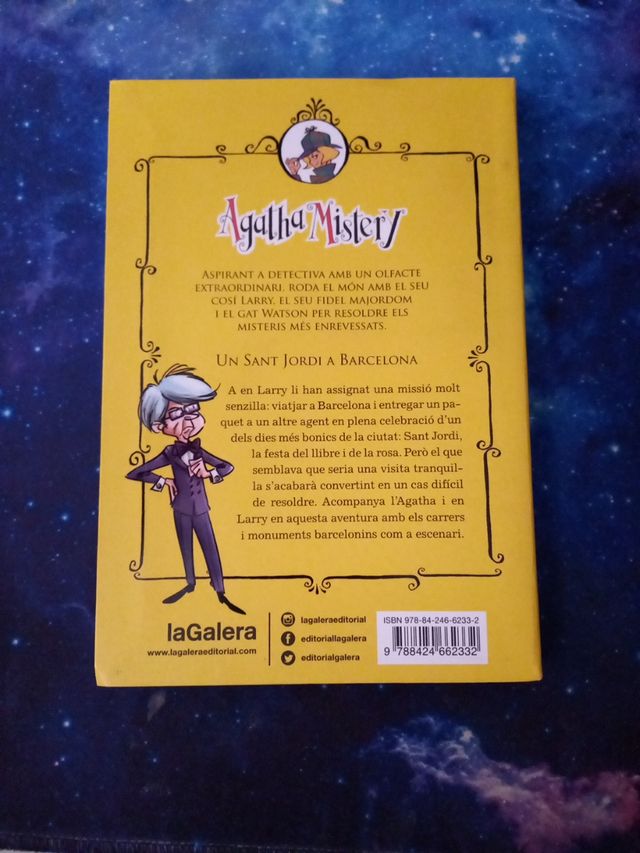 Agatha Mistery
ASPIRANT A DETECTIVA AMB UN OLFACTE
EXTRAORDINARI, RODA EL MÓN AMB EL SEU
COSÍ LARRY, EL SEU FIDEL MAJORDOM
I EL GAT WATSON PER RESOLDRE ELS
MISTERIS MÉS ENREVESSATS.
UN SANT JORDI A BARCELONA
A en Larry li han assignat una missió molt
senzilla: viatjar a Barcelona i entregar un pa-
quet a un altre agent en plena celebració d'un
dels dies més bonics de la ciutat: Sant Jordi,
la festa del llibre i de la rosa. Però el que
semblava que seria una visita tranquil-
la s'acabarà convertint en un cas difícil
de resoldre. Acompanya l'Agatha i en
Larry en aquesta aventura amb els carrers
i monuments barcelonins com a escenari.
laGalera
www.lagaleraeditorial.com
lagaleraeditorial
editoriallagalera
editorialgalera
ISBN 978-84-246-6233-2
9 788424 662332